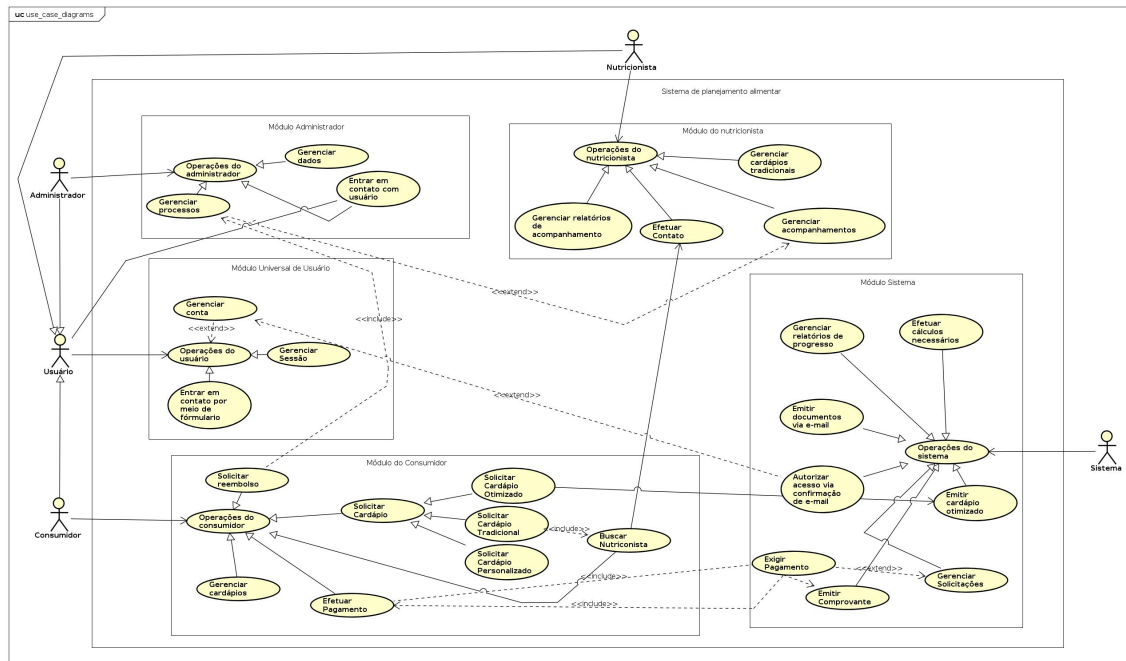 uc use_case_diagrams
Nutricionista
Sistema de planejamento alimentar
Módulo Administrador
Gerenciar
dados
Operações do
administrador
Entrar em
contato com
usuário
Gerenciar
processos
Administrador
Módulo do nutricionista
Operações do
nutricionista
Gerenciar
cardápios
tradicionais
Gerenciar relatórios
de
acompanhamento
Efetuar
Contato
Gerenciar
acompanhamentos
Módulo Universal de Usuário
Gerenciar
conta
<<extend>>
Operações do
usuário
Gerenciar
Sessão
Entrar em
contato por
meio de
fórmulario
Usuário
<<include>>
<<extend>>
<<extend>>
Módulo Sistema
Gerenciar
relatórios de
progresso
Efetuar
cálculos
necessários
Emitir
documentos
via e-mail
Operações do
sistema
Autorizar
acesso via
confirmação
de e-mail
Emitir
cardápio
otimizado
Exigir
Pagamento
<<extend>>
Gerenciar
Solicitações
Emitir
Comprovante
Sistema
Módulo do Consumidor
Solicitar
reembolso
Operações do
consumidor
Solicitar
Cardápio
Solicitar
Cardápio
Otimizado
Solicitar
Cardápio
Tradicional
<<include>>
Buscar
Nutriconista
Solicitar
Cardápio
Personalizado
Gerenciar
cardápios
Efetuar
Pagamento
<<include>>
<<include>>
Consumidor